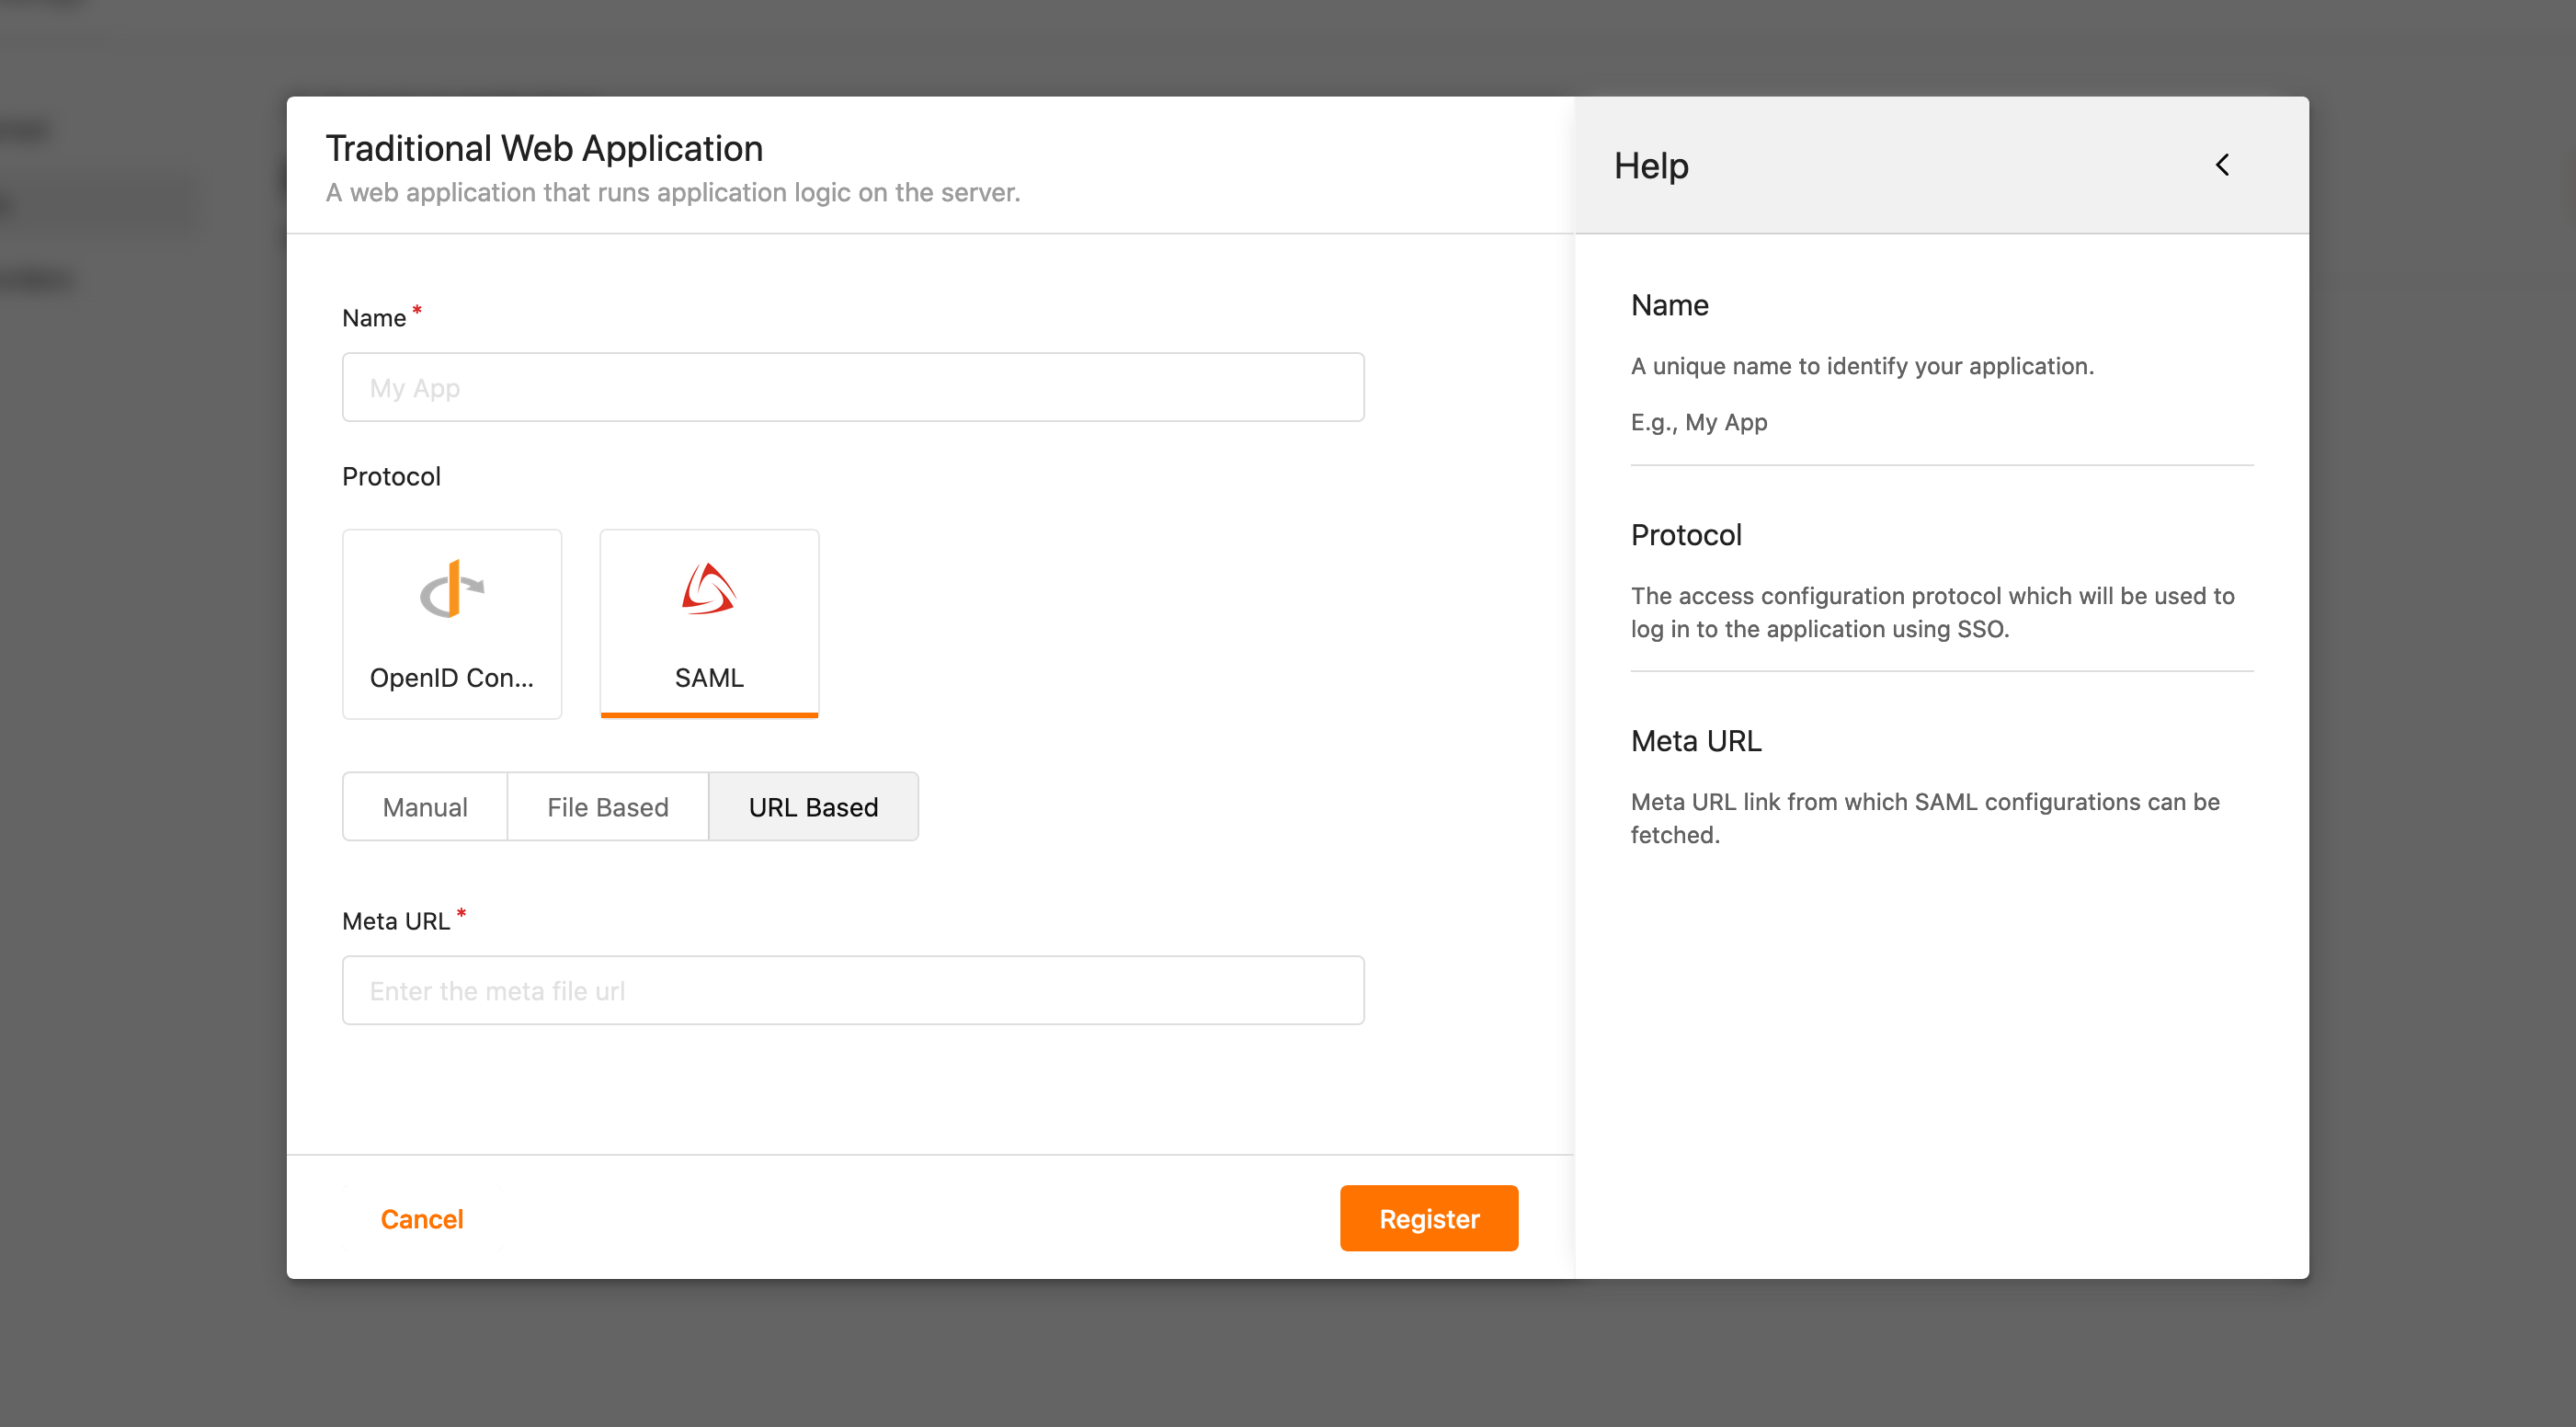 Traditional Web Application
A web application that runs application logic on the server.
Name *
My App
Protocol
OpenID Con...
SAML
Manual
File Based
URL Based
Meta URL *
Enter the meta file url
Cancel
Register
Help
Name
A unique name to identify your application.
E.g., My App
Protocol
The access configuration protocol which will be used to
log in to the application using SSO.
Meta URL
Meta URL link from which SAML configurations can be
fetched.